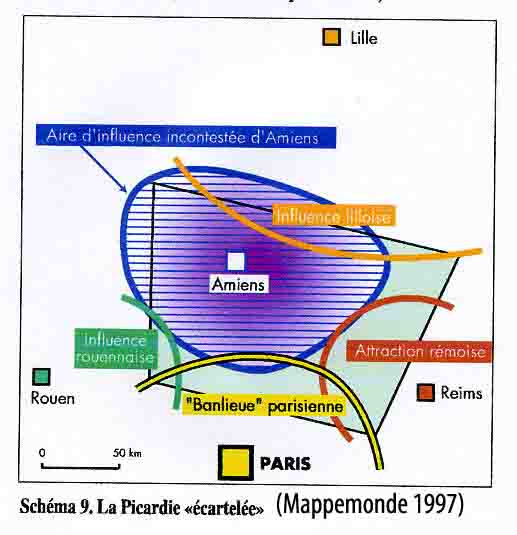 Lille
Aire d'influence incontestée d'Amiens
Influence lilloise
Amiens
Influence
rouennaise
Attraction rémoise
Rouen
"Banlieue" parisienne
Reims
0 50 km
PARIS
Schéma 9. La Picardie «écartelée» (Mappemonde 1997)